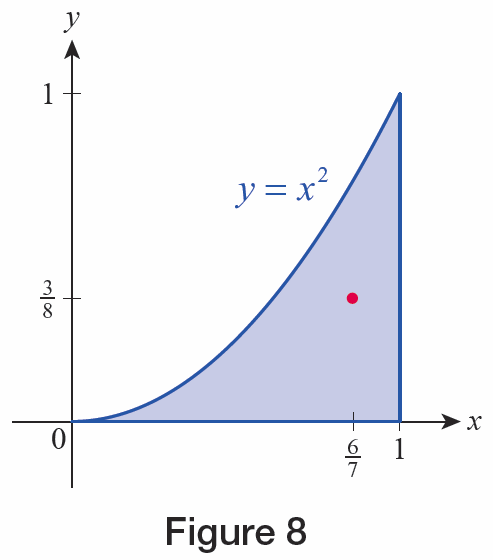 y
1
y = x²
3/8
0
6/7
1
x
Figure 8